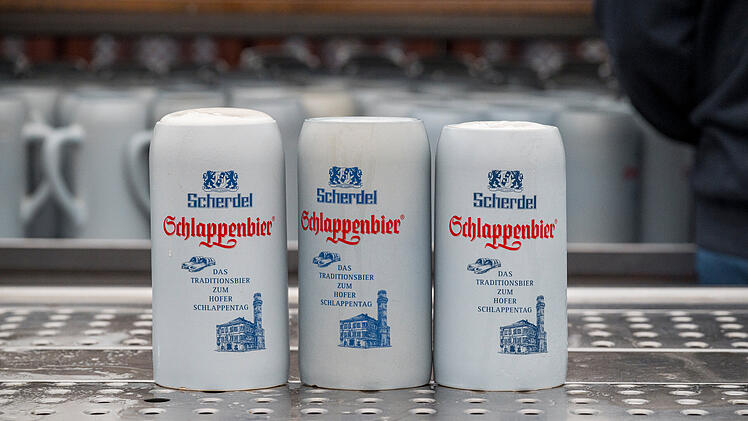 Scherdel
Schlappenbier®
DAS
TRADITIONSBIER
ZUM
HOFER
SCHLAPPENTAG
Scherdel
Schlappenbier®
DAS
TRADITIONSBIER
ZUM
HOFER
SCHLAPPENTAG
Scherdel
Schlappenbier®
DAS
TRADITIONSBIER
ZUM
HOFER
SCHLAPPENTAG